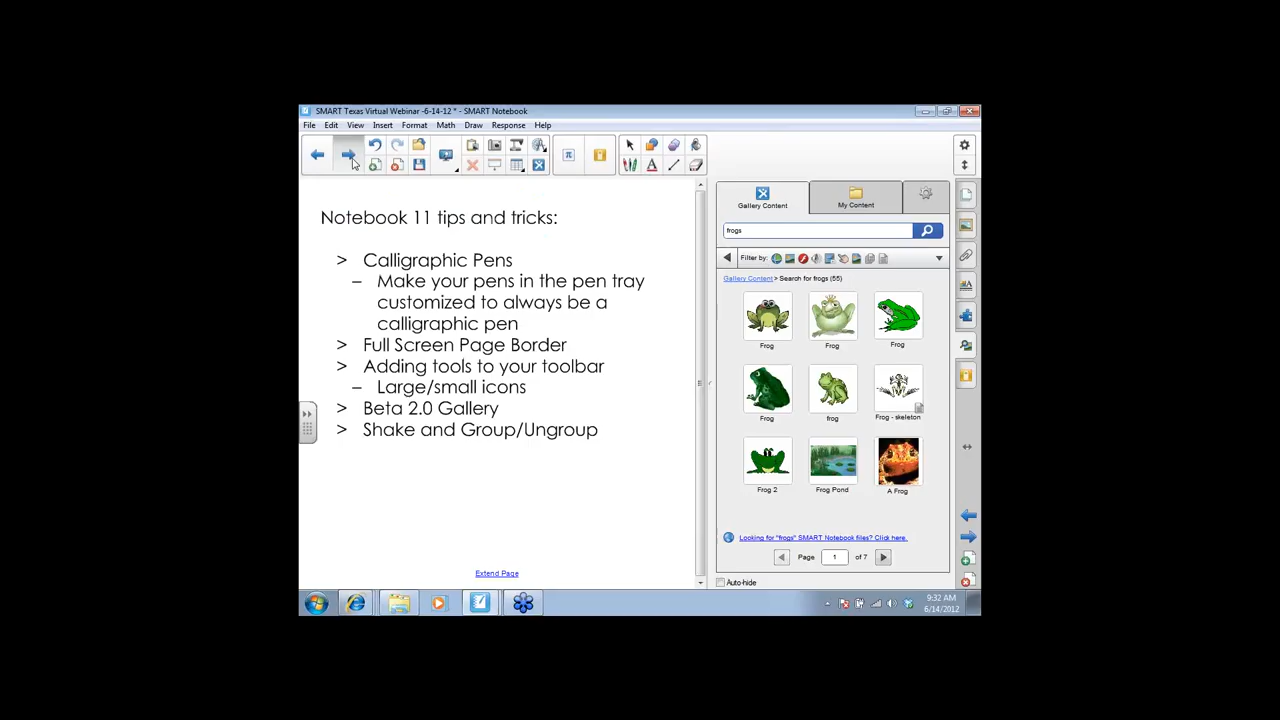 SMART Texas Virtual Webinar -6-14-12 * - SMART Notebook
File Edit View Insert Format Math Draw Response Help
Notebook 11 tips and tricks:
> Calligraphic Pens
– Make your pens in the pen tray
customized to always be a
calligraphic pen
> Full Screen Page Border
> Adding tools to your toolbar
– Large/small icons
> Beta 2.0 Gallery
> Shake and Group/Ungroup
Extend Page
Gallery Content
My Content
frogs
Filter by:
Gallery Content > Search for frogs (55)
Frog Frog Frog
Frog frog Frog - skeleton
Frog 2 Frog Pond A Frog
Looking for "frogs" SMART Notebook files? Click here.
Page 1 of 7
Auto-hide
9:32 AM
6/14/2012